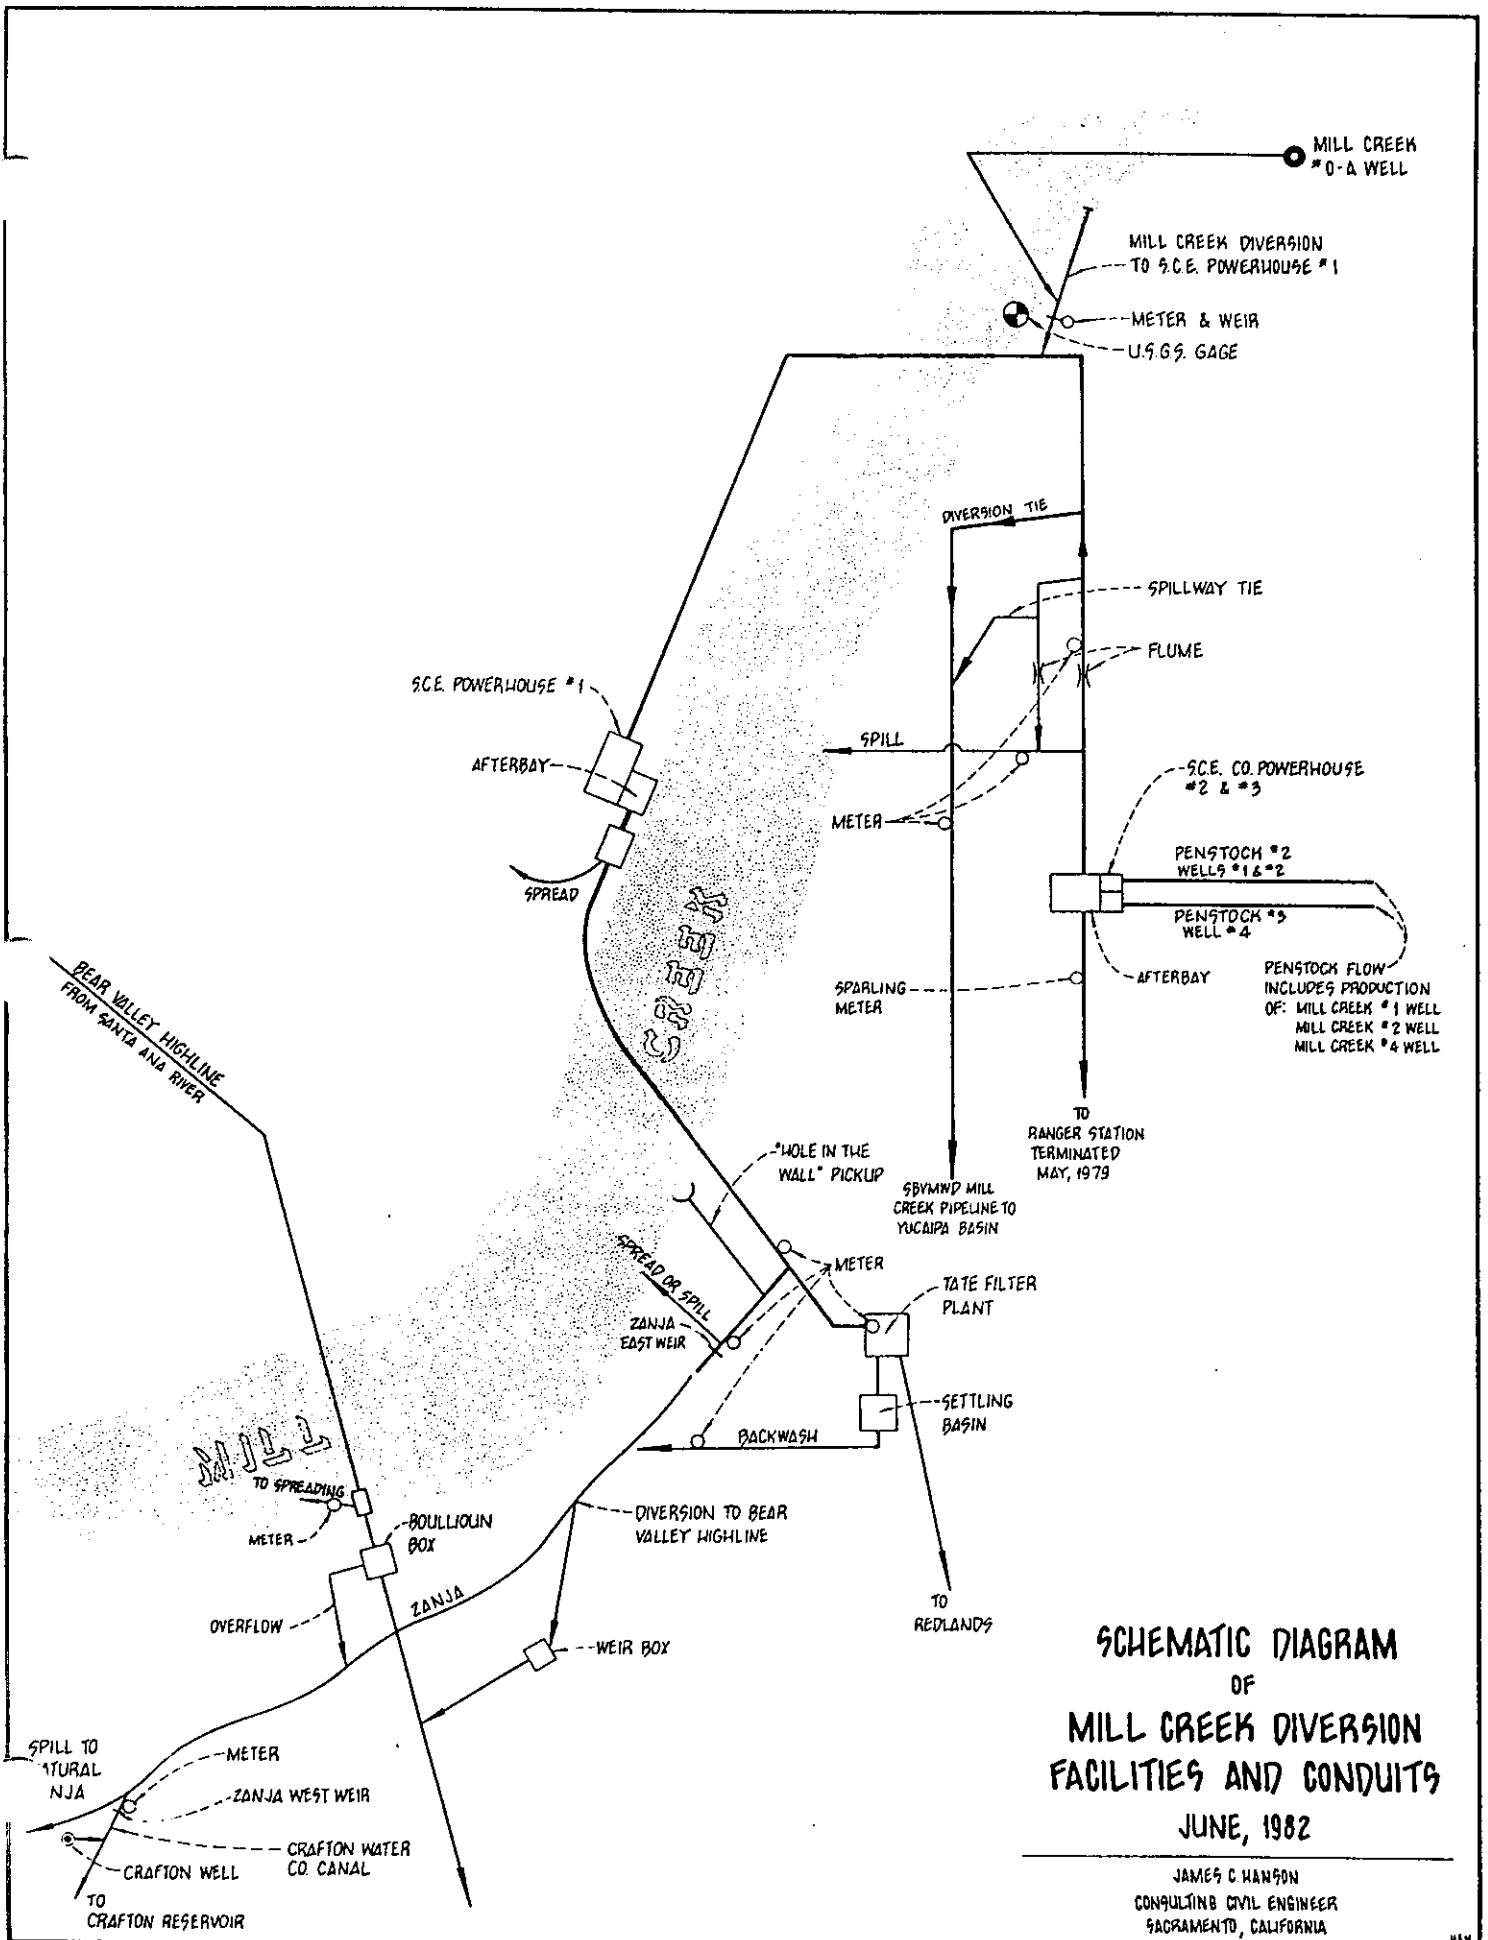 MILL CREEK
#0-A WELL
MILL CREEK DIVERSION
TO S.C.E. POWERHOUSE #1
METER & WEIR
U.S.G.S. GAGE
DIVERSION TIE
SPILLWAY TIE
FLUME
S.C.E. POWERHOUSE #1
SPILL
AFTERBAY
S.C.E. CO. POWERHOUSE
#2 & #3
METER
PENSTOCK #2
WELLS #1 & #2
SPREAD
PENSTOCK #3
WELL #4
CREEK
BEAR VALLEY HIGHLINE
FROM SANTA ANA RIVER
SPARLING
METER
AFTERBAY
PENSTOCK FLOW
INCLUDES PRODUCTION
OF: MILL CREEK #1 WELL
MILL CREEK #2 WELL
MILL CREEK #4 WELL
TO
RANGER STATION
TERMINATED
MAY, 1979
"HOLE IN THE
WALL" PICKUP
SBVMWD MILL
CREEK PIPELINE TO
YUCAIPA BASIN
SPREAD OR SPILL
METER
ZANJA
EAST WEIR
TATE FILTER
PLANT
SETTLING
BASIN
BACKWASH
MILL
TO SPREADING
METER
BOULLIOUN
BOX
DIVERSION TO BEAR
VALLEY HIGHLINE
ZANJA
OVERFLOW
WEIR BOX
TO
REDLANDS
SPILL TO
ATURAL
NJA
METER
ZANJA WEST WEIR
CRAFTON WATER
CO. CANAL
CRAFTON WELL
TO
CRAFTON RESERVOIR
SCHEMATIC DIAGRAM
OF
MILL CREEK DIVERSION
FACILITIES AND CONDUITS
JUNE, 1982
JAMES C. HANSON
CONSULTING CIVIL ENGINEER
SACRAMENTO, CALIFORNIA